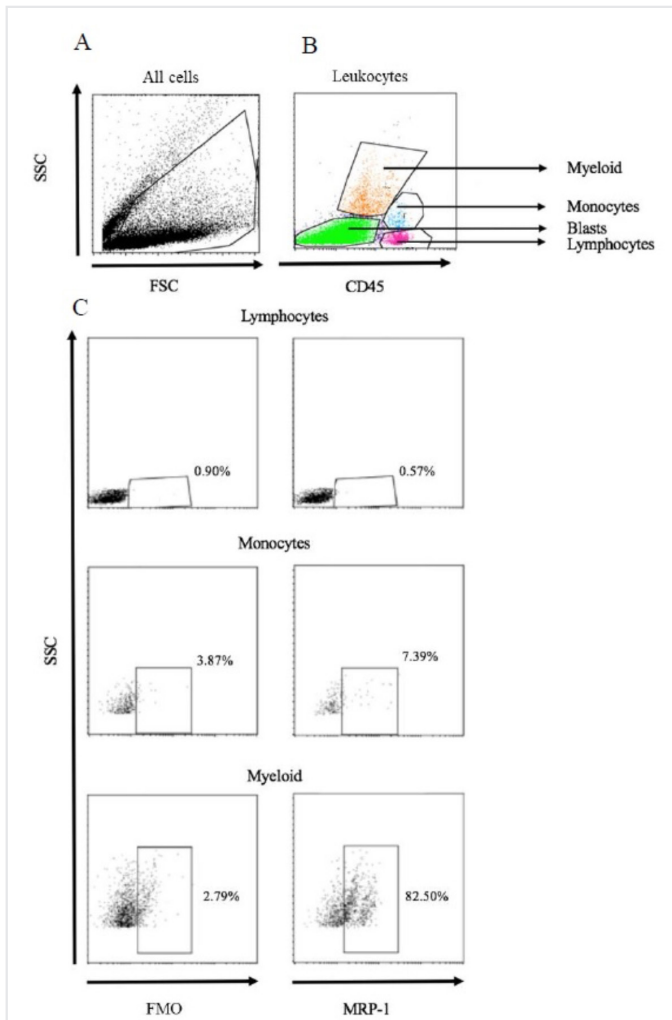 A
B
All cells
Leukocytes
SSC
Myeloid
Monocytes
Blasts
Lymphocytes
FSC
CD45
C
Lymphocytes
0.90%
0.57%
Monocytes
SSC
3.87%
7.39%
Myeloid
2.79%
82.50%
FMO
MRP-1